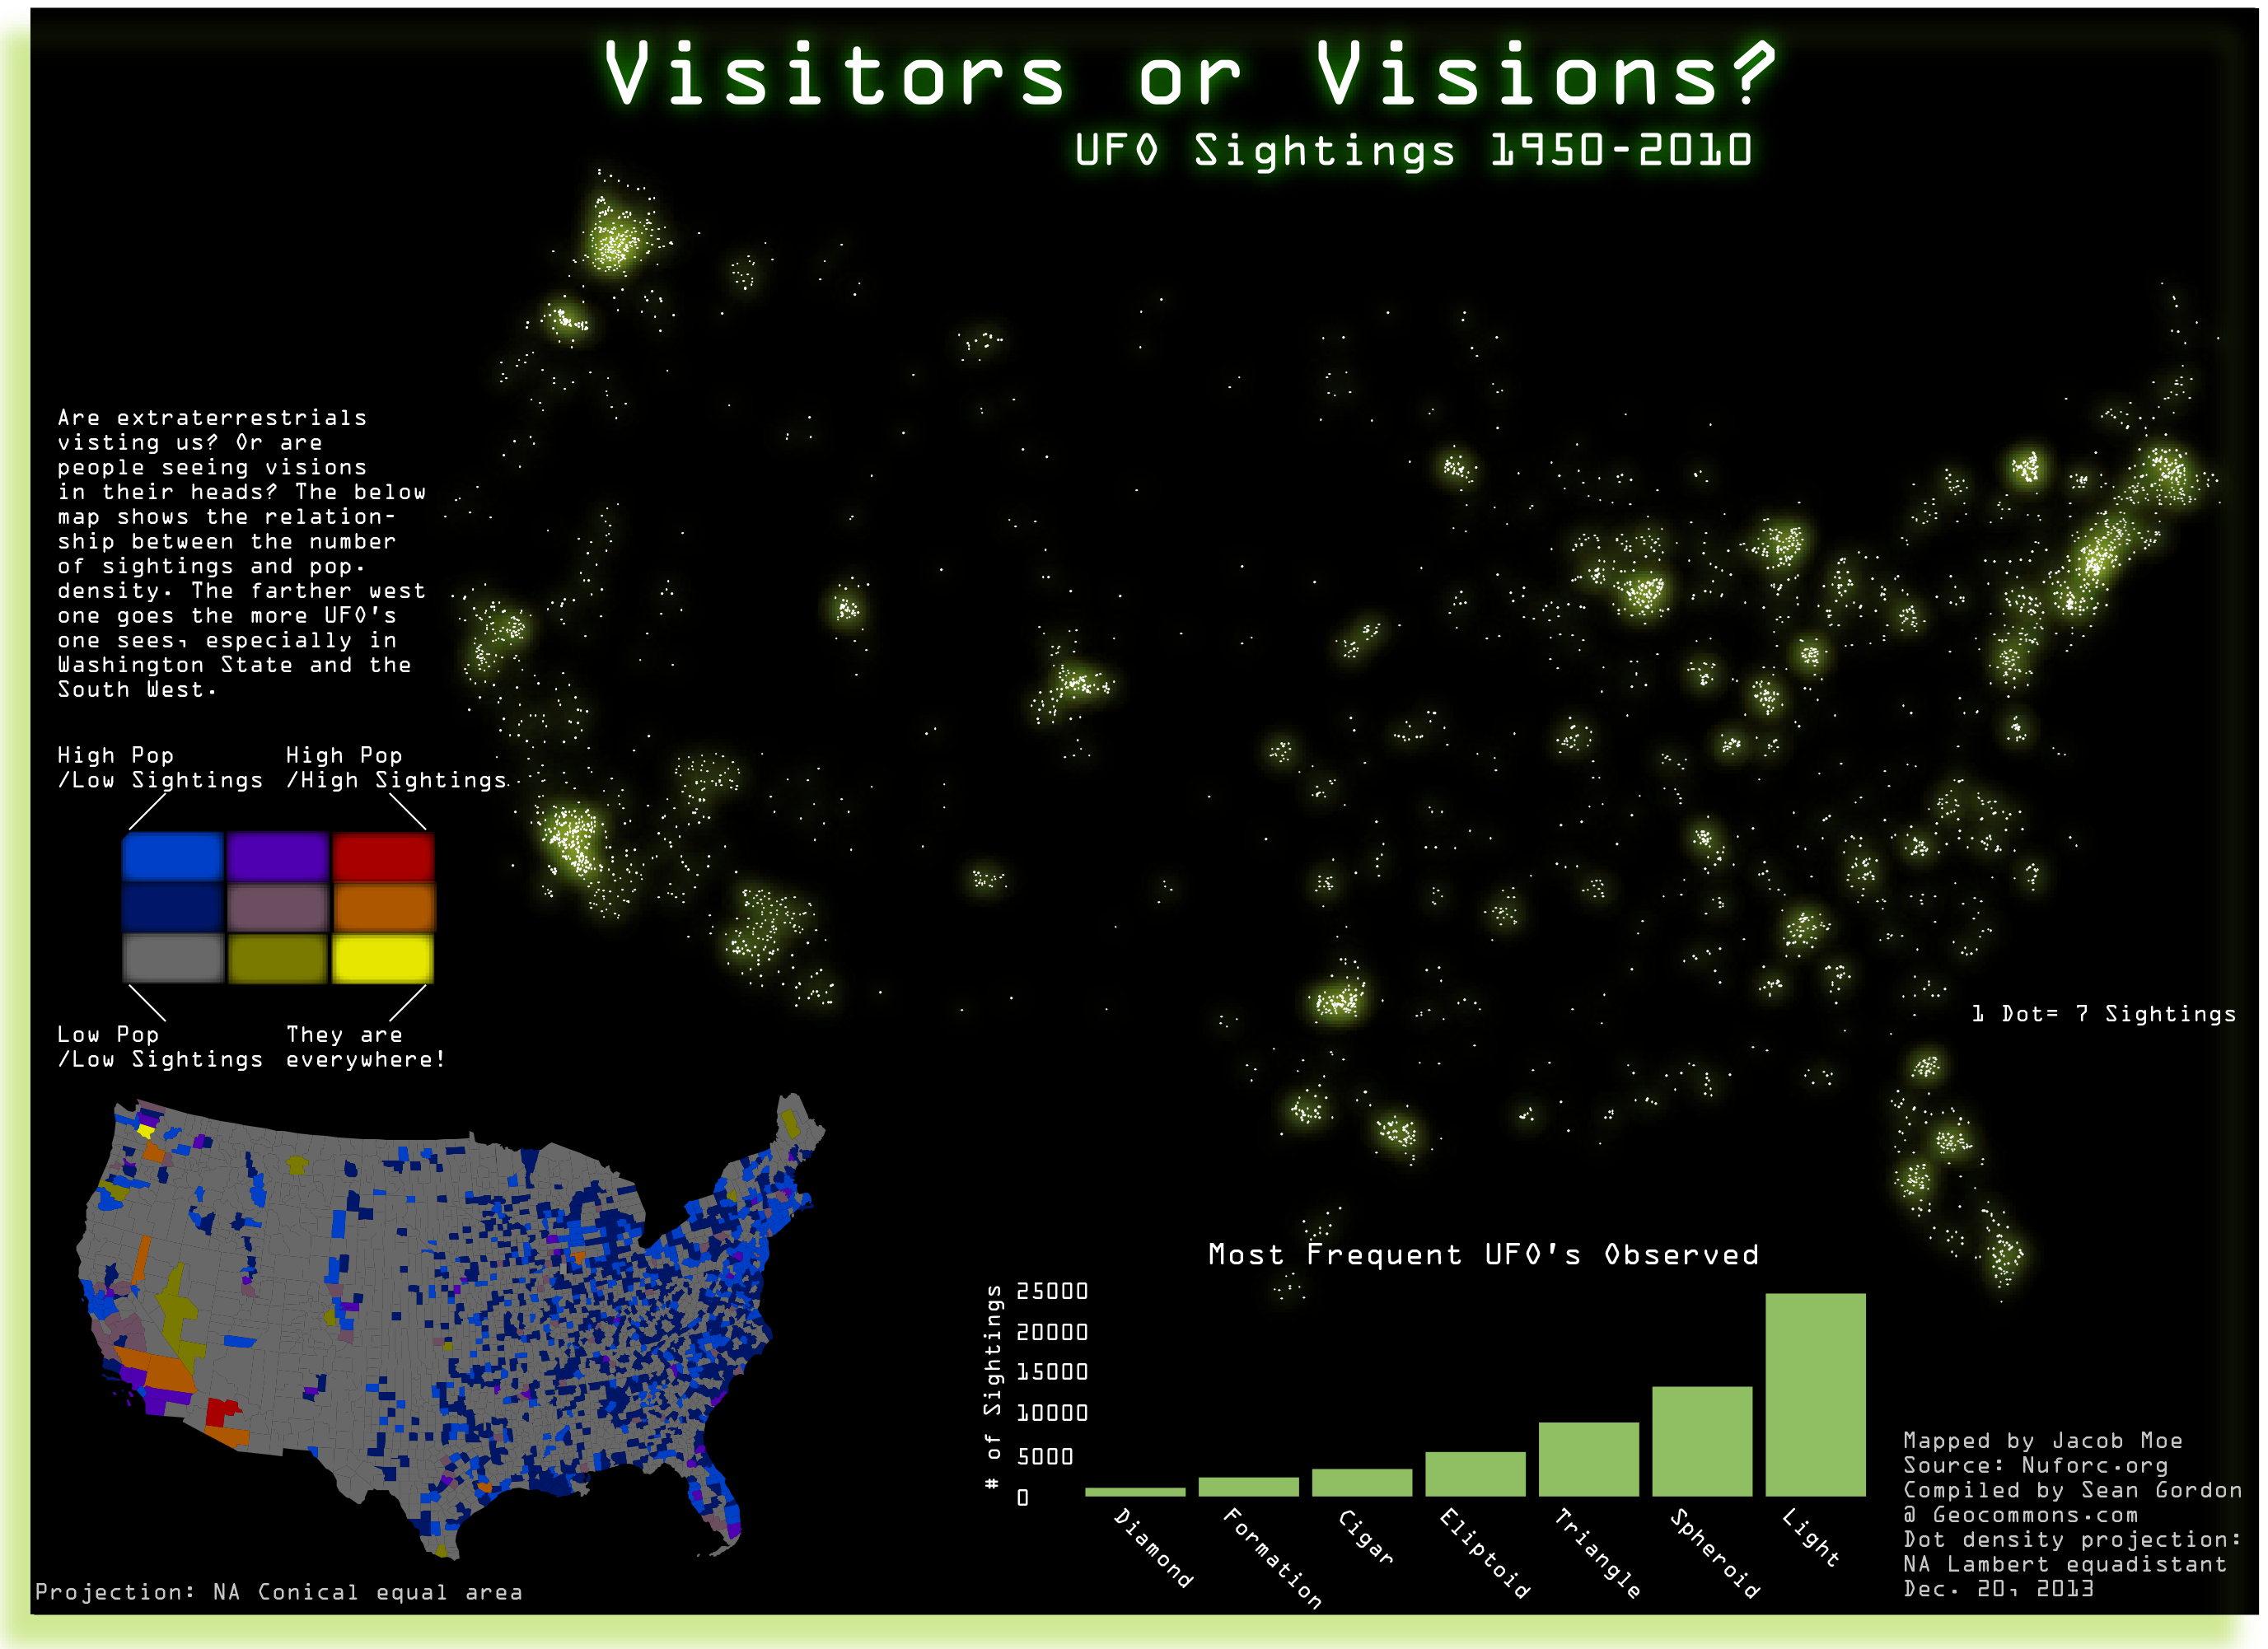 Visitors or Visions?
UFO Sightings 1950-2010
Are extraterrestrials
visting us? Or are
people seeing visions
in their heads? The below
map shows the relation-
ship between the number
of sightings and pop.
density. The farther west
one goes the more UFO's
one sees, especially in
Washington State and the
South West.
High Pop
/Low Sightings
High Pop
/High Sightings
Low Pop
/Low Sightings
They are
everywhere!
1 Dot= 7 Sightings
Most Frequent UFO's Observed
# of Sightings
25000
20000
15000
10000
5000
0
Diamond
Formation
Cigar
Eliptoid
Triangle
Spheroid
Light
Mapped by Jacob Moe
Source: Nuforc.org
Compiled by Sean Gordon
@ Geocommons.com
Dot density projection:
NA Lambert equadistant
Dec. 20, 2013
Projection: NA Conical equal area